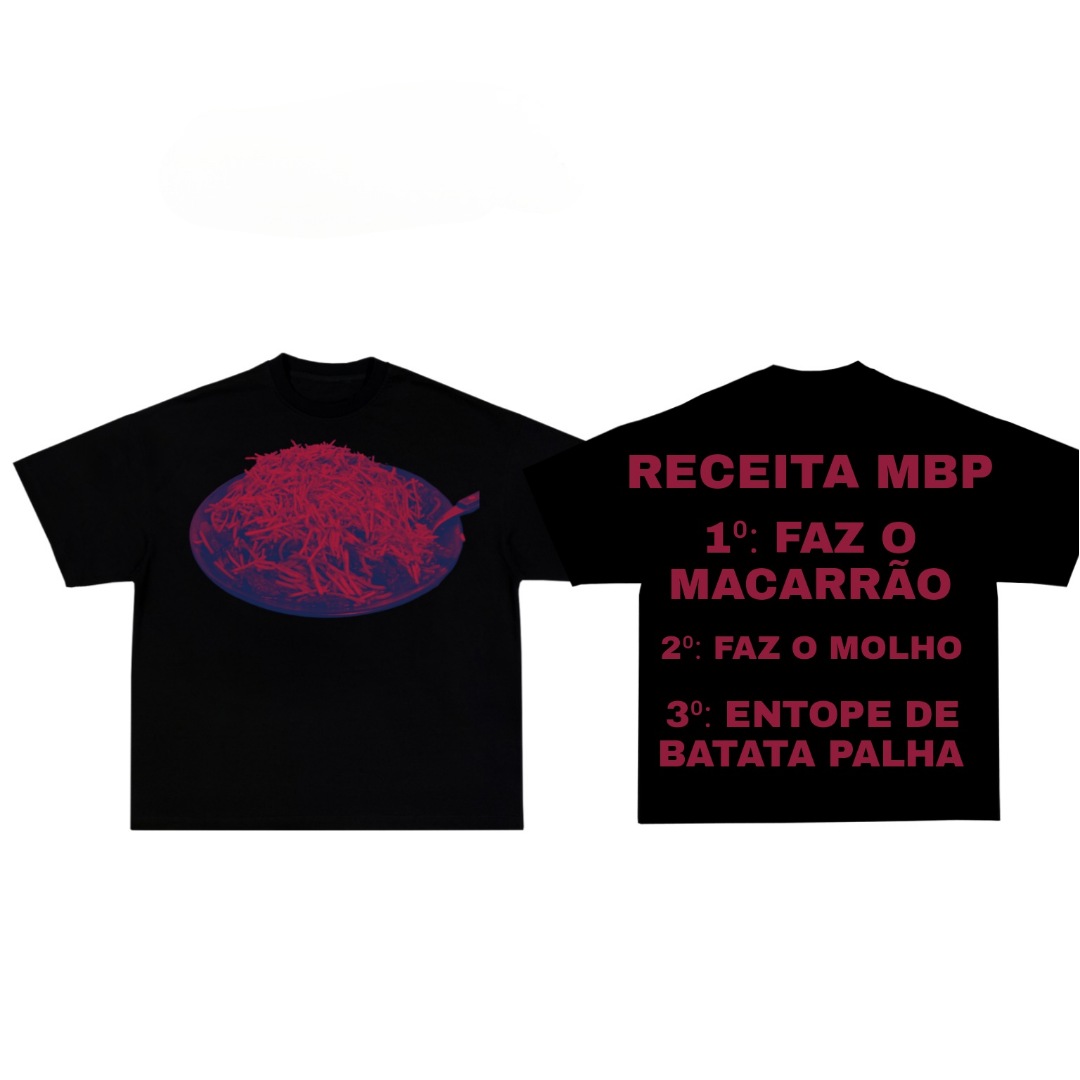 RECEITA MBP
1º: FAZ O
MACARRÃO
2º: FAZ O MOLHO
3º: ENTOPE DE
BATATA PALHA